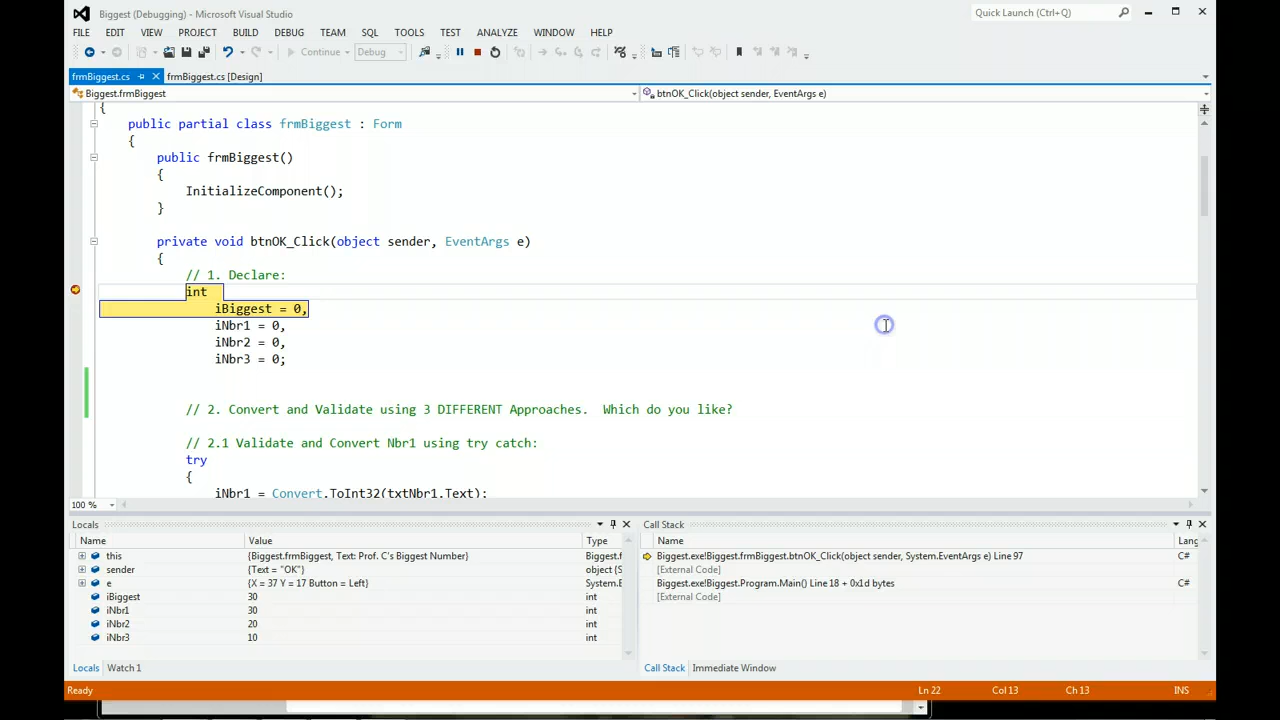 Biggest (Debugging) - Microsoft Visual Studio
Quick Launch (Ctrl+Q)
FILE EDIT VIEW PROJECT BUILD DEBUG TEAM SQL TOOLS TEST ANALYZE WINDOW HELP
Continue Debug
frmBiggest.cs frmBiggest.cs [Design]
Biggest.frmBiggest btnOK_Click(object sender, EventArgs e)
{
public partial class frmBiggest : Form
{
public frmBiggest()
{
InitializeComponent();
}
private void btnOK_Click(object sender, EventArgs e)
{
// 1. Declare:
int
iBiggest = 0,
iNbr1 = 0,
iNbr2 = 0,
iNbr3 = 0;
// 2. Convert and Validate using 3 DIFFERENT Approaches.  Which do you like?
// 2.1 Validate and Convert Nbr1 using try catch:
try
{
iNbr1 = Convert.ToInt32(txtNbr1.Text);
100 %
Locals
Name Value Type
this {Biggest.frmBiggest, Text: Prof. C's Biggest Number} Biggest.f
sender {Text = "OK"} object {S
e {X = 37 Y = 17 Button = Left} System.E
iBiggest 30 int
iNbr1 30 int
iNbr2 20 int
iNbr3 10 int
Locals Watch 1
Call Stack
Name Lang
Biggest.exe!Biggest.frmBiggest.btnOK_Click(object sender, System.EventArgs e) Line 97 C#
[External Code]
Biggest.exe!Biggest.Program.Main() Line 18 + 0x1d bytes C#
[External Code]
Call Stack Immediate Window
Ready Ln 22 Col 13 Ch 13 INS